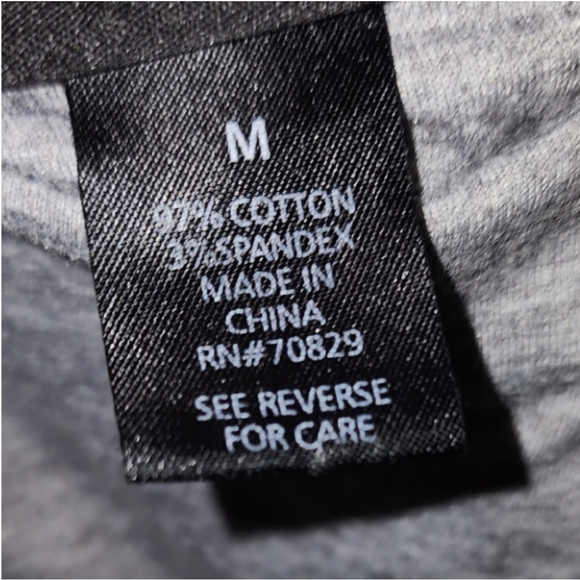 M
97% COTTON
3% SPANDEX
MADE IN
CHINA
RN#70829
SEE REVERSE
FOR CARE